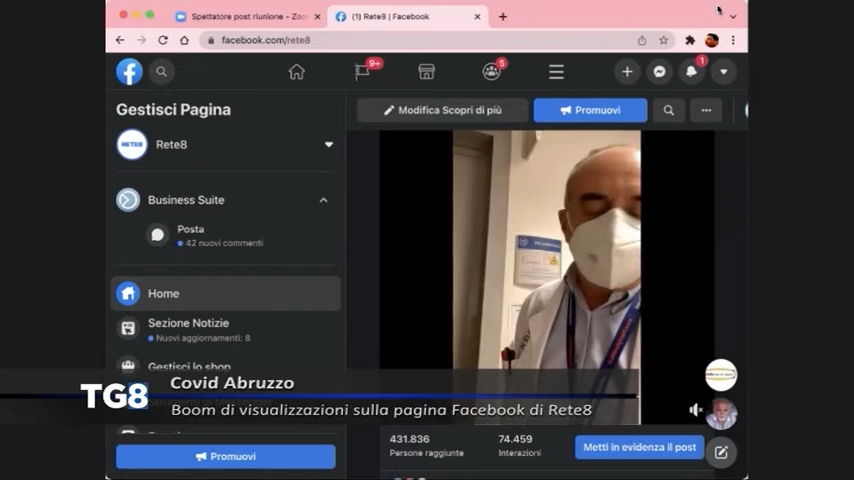 Spettatore post riunione - Zoo
(1) Rete8 | Facebook
facebook.com/rete8
9+
5
1
Gestisci Pagina
Modifica Scopri di più
Promuovi
RETE8
Rete8
Business Suite
Posta
42 nuovi commenti
Home
Sezione Notizie
Nuovi aggiornamenti: 8
Gestisci lo shop
TG8
Covid Abruzzo
Boom di visualizzazioni sulla pagina Facebook di Rete8
Promuovi
431.836
74.459
Persone raggiunte
Interazioni
Metti in evidenza il post